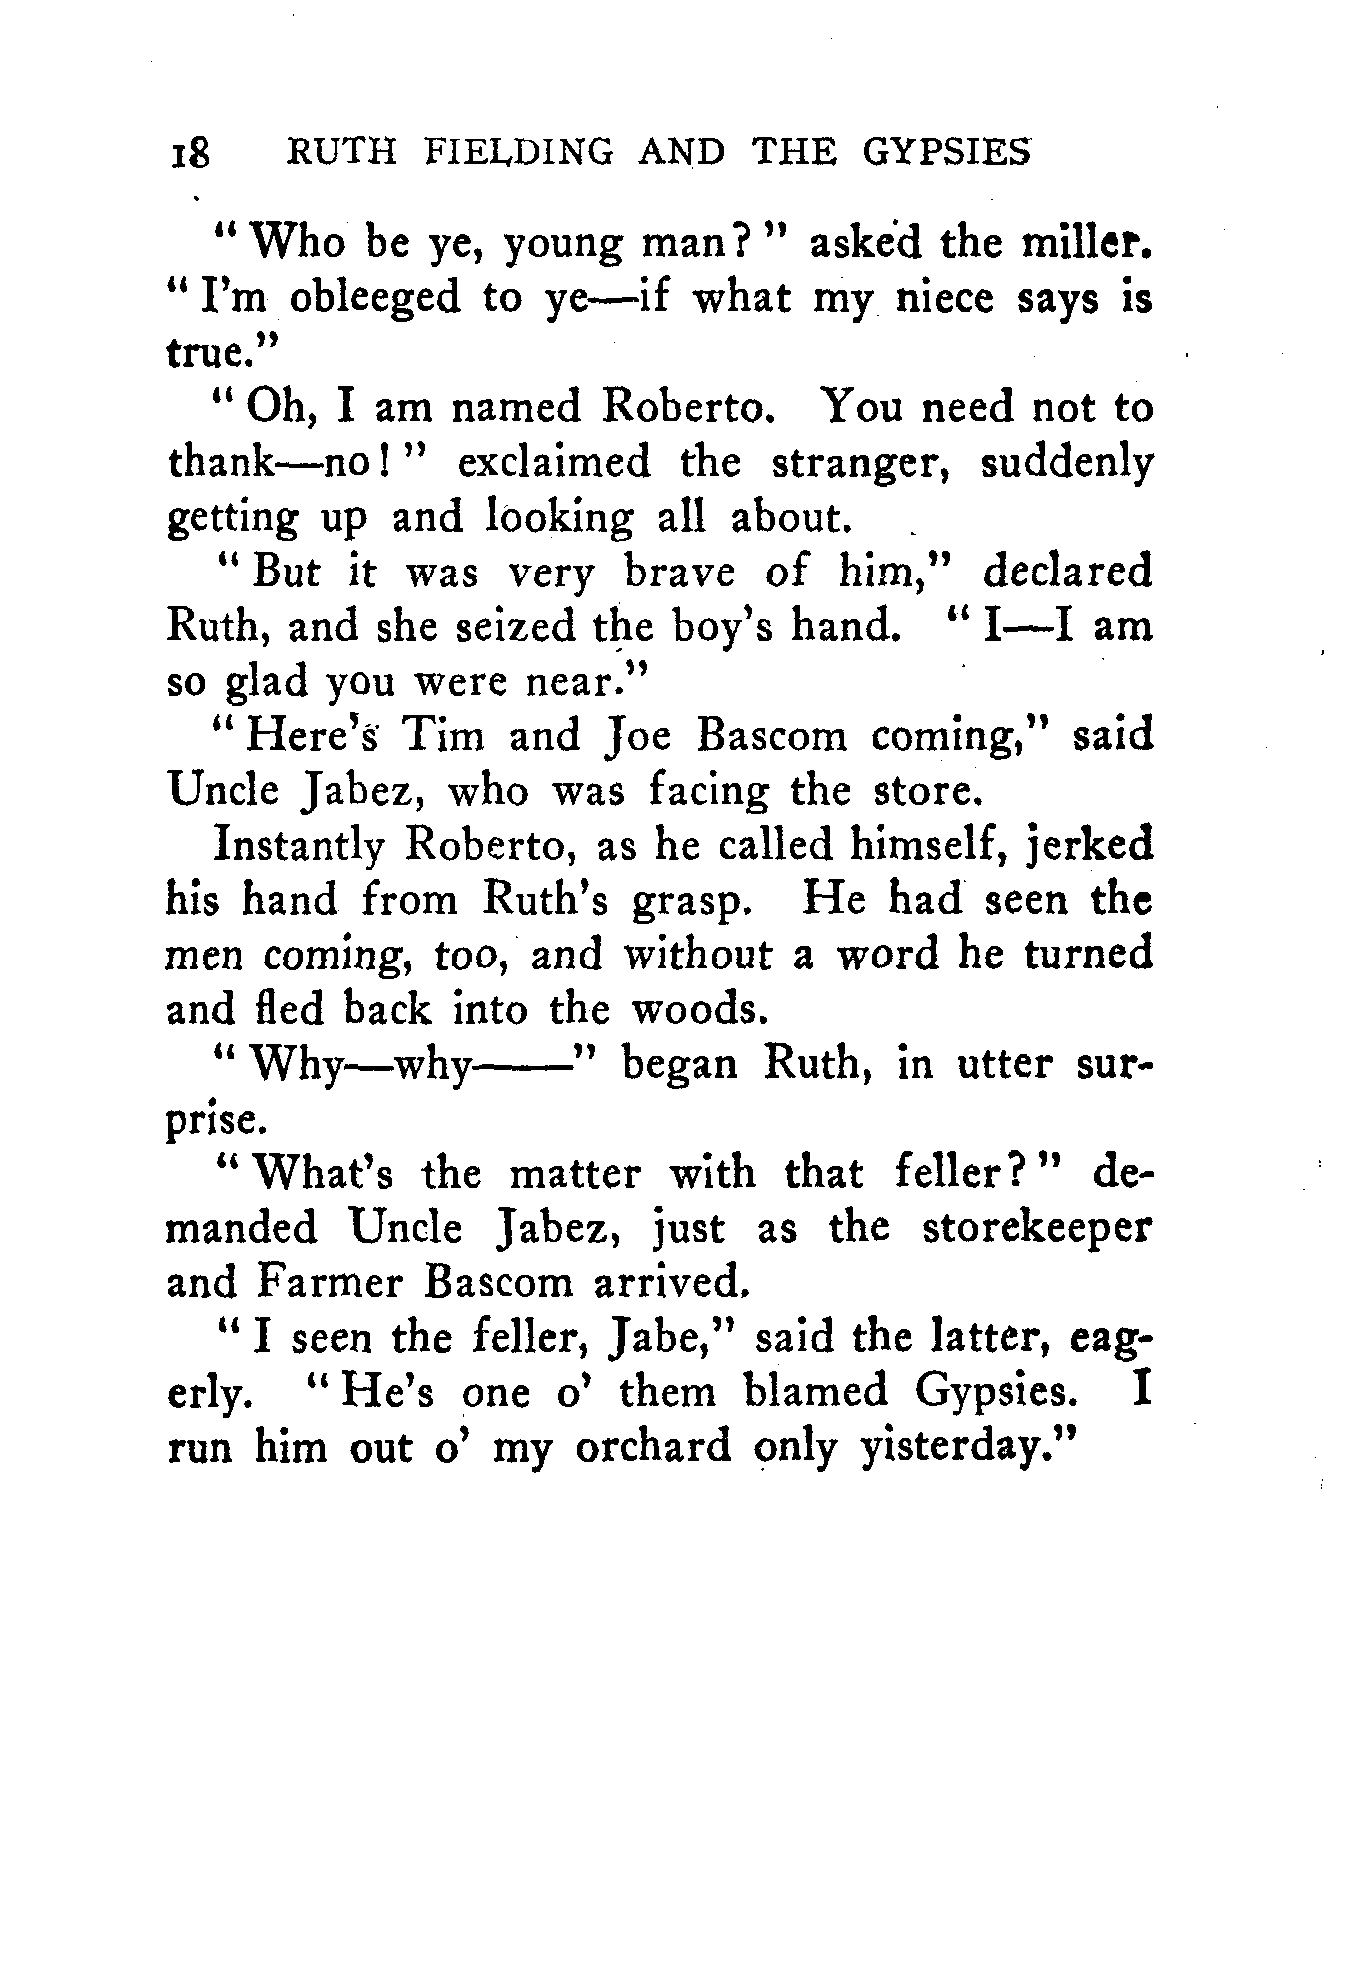 18 RUTH FIELDING AND THE GYPSIES
"Who be ye, young man?" asked the miller.
"I'm obleeged to ye—if what my niece says is
true."
"Oh, I am named Roberto. You need not to
thank—no!" exclaimed the stranger, suddenly
getting up and looking all about.
"But it was very brave of him," declared
Ruth, and she seized the boy's hand. "I—I am
so glad you were near."
"Here's Tim and Joe Bascom coming," said
Uncle Jabez, who was facing the store.
Instantly Roberto, as he called himself, jerked
his hand from Ruth's grasp. He had seen the
men coming, too, and without a word he turned
and fled back into the woods.
"Why—why——" began Ruth, in utter sur-
prise.
"What's the matter with that feller?" de-
manded Uncle Jabez, just as the storekeeper
and Farmer Bascom arrived.
"I seen the feller, Jabe," said the latter, eag-
erly. "He's one o' them blamed Gypsies. I
run him out o' my orchard only yisterday."